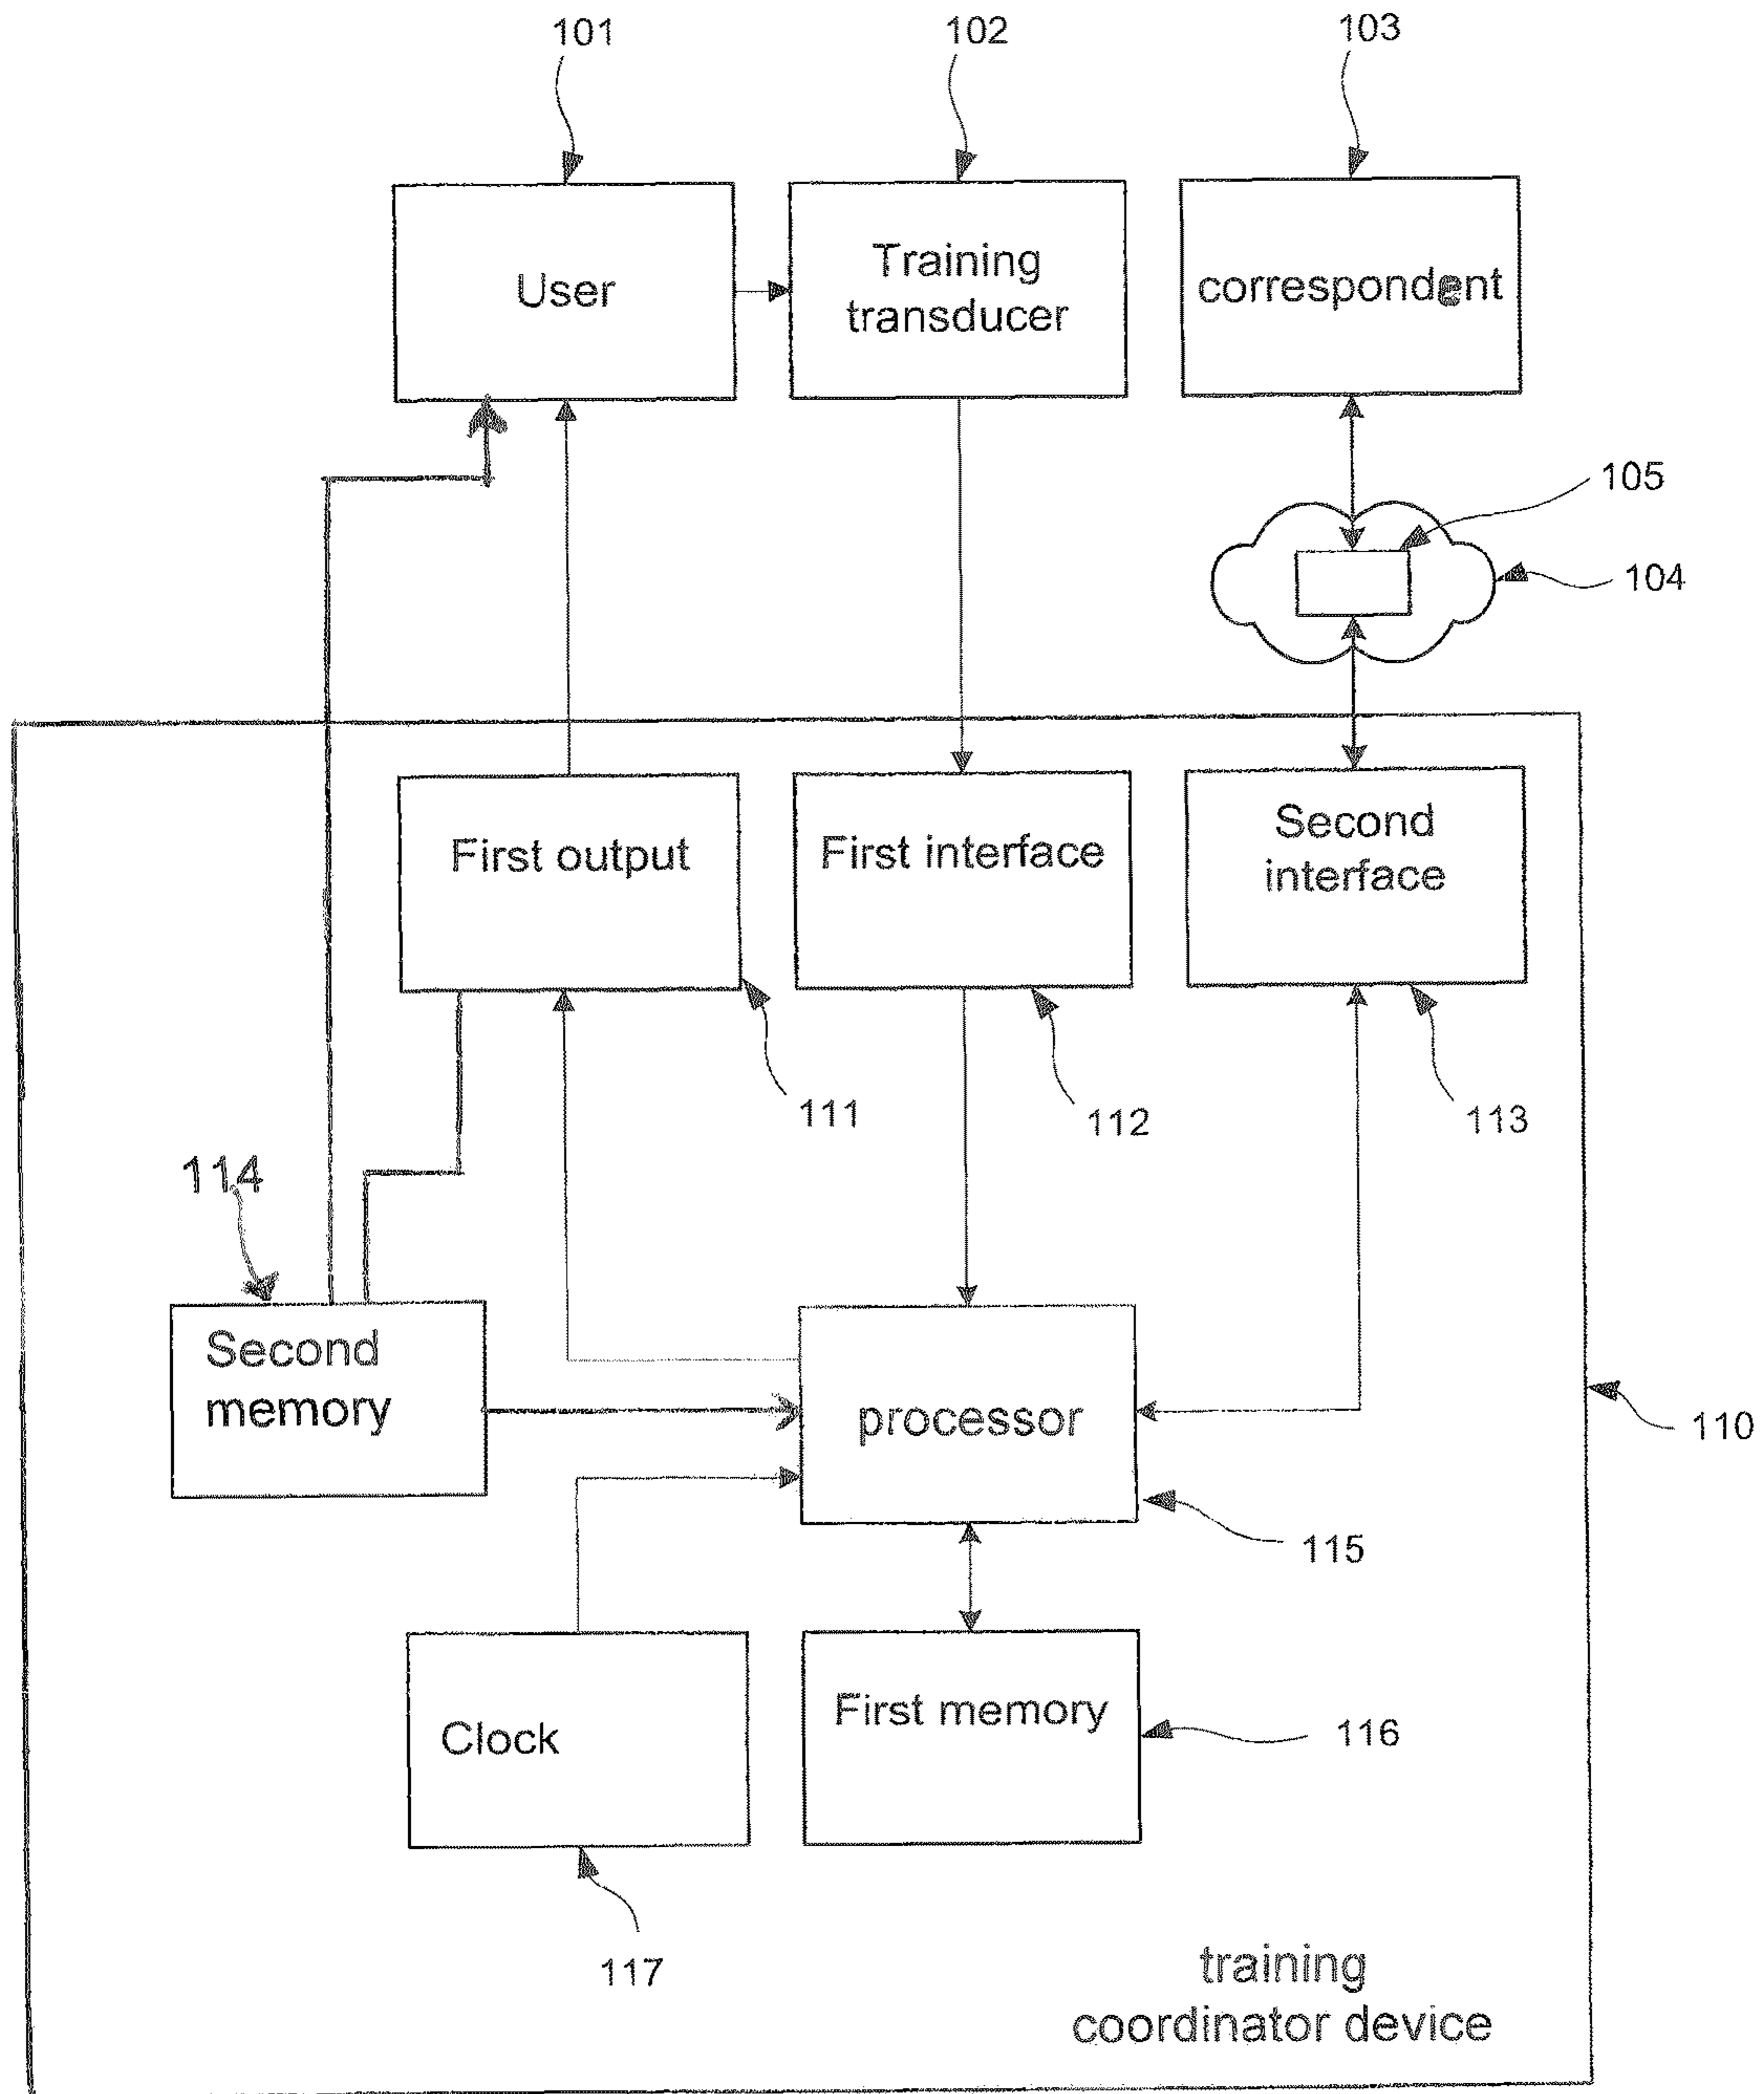 101
102
103
User
Training
transducer
correspondent
105
104
First output
First interface
Second
interface
111
112
113
114
Second
memory
processor
110
115
Clock
First memory
116
117
training
coordinator device